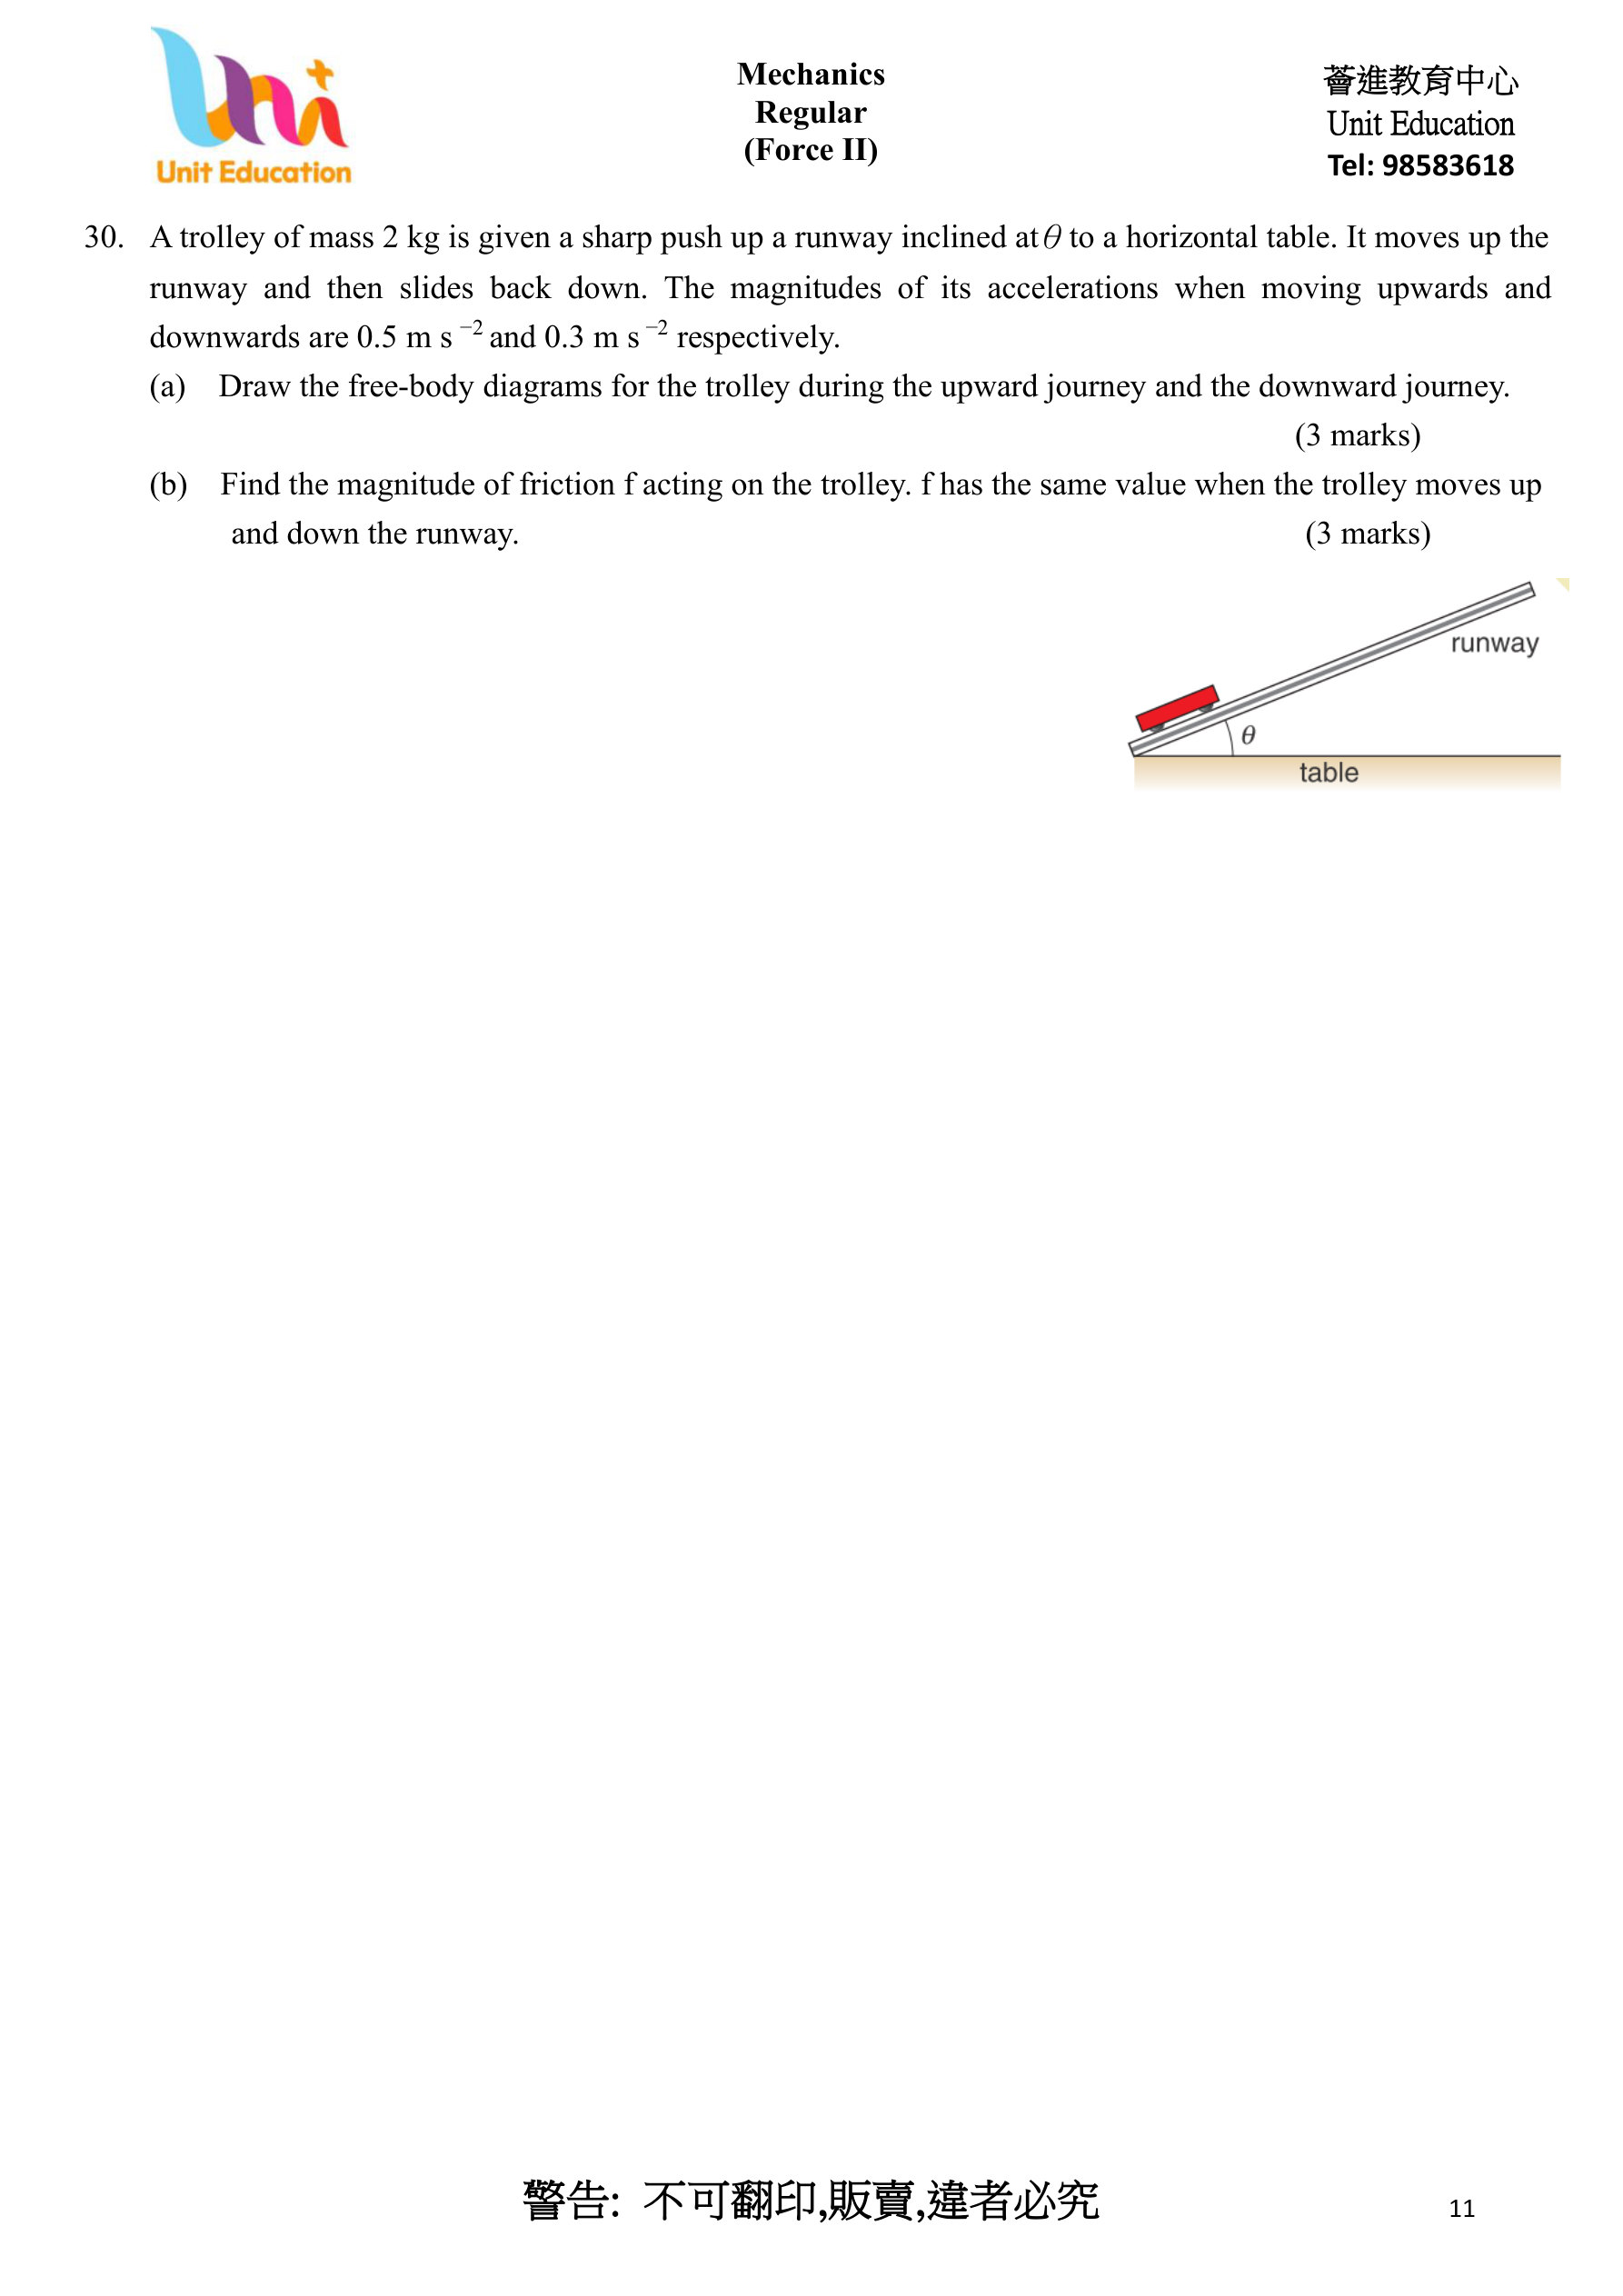 Unit Education
Mechanics
Regular
(Force II)
薈進教育中心
Unit Education
Tel: 98583618
30. A trolley of mass 2 kg is given a sharp push up a runway inclined at θ to a horizontal table. It moves up the
runway and then slides back down. The magnitudes of its accelerations when moving upwards and
downwards are 0.5 m s⁻² and 0.3 m s⁻² respectively.
(a) Draw the free-body diagrams for the trolley during the upward journey and the downward journey.
(3 marks)
(b) Find the magnitude of friction f acting on the trolley. f has the same value when the trolley moves up
and down the runway. (3 marks)
runway
θ
table
警告: 不可翻印,販賣,違者必究
11